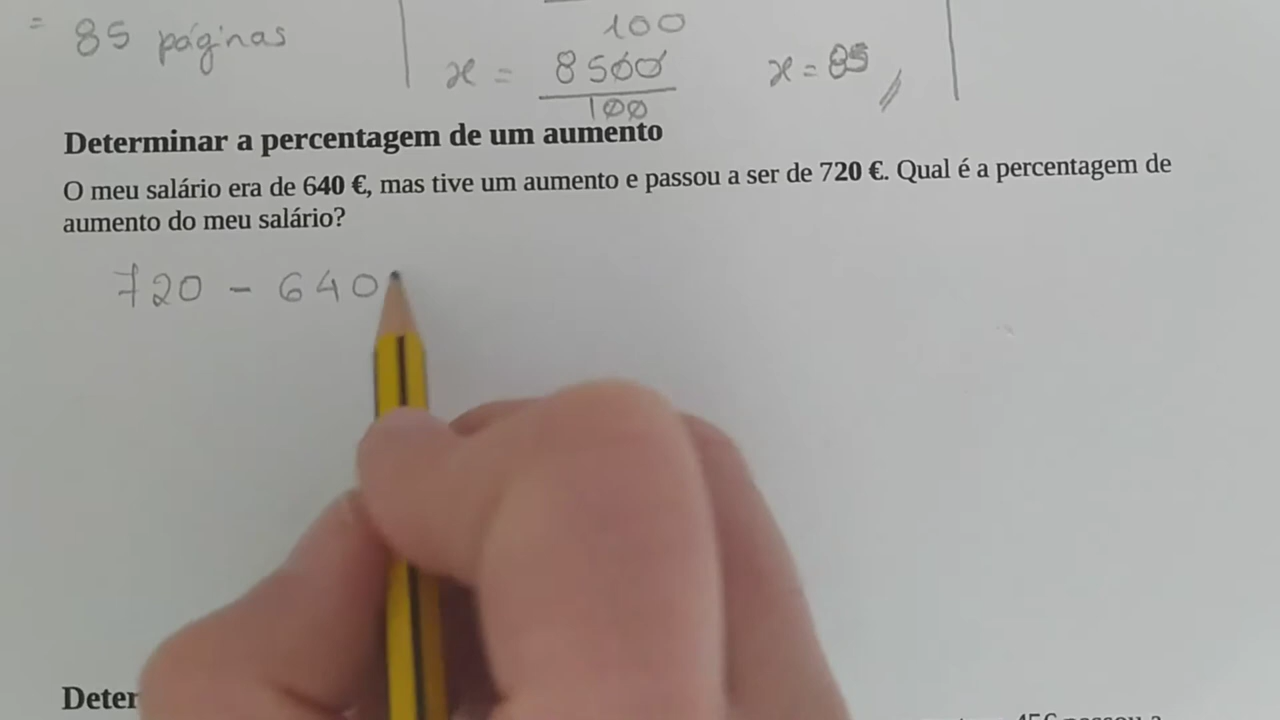 = 85 páginas
100
x = 8500 x = 85
100
Determinar a percentagem de um aumento
O meu salário era de 640 €, mas tive um aumento e passou a ser de 720 €. Qual é a percentagem de
aumento do meu salário?
720 - 640
Deter